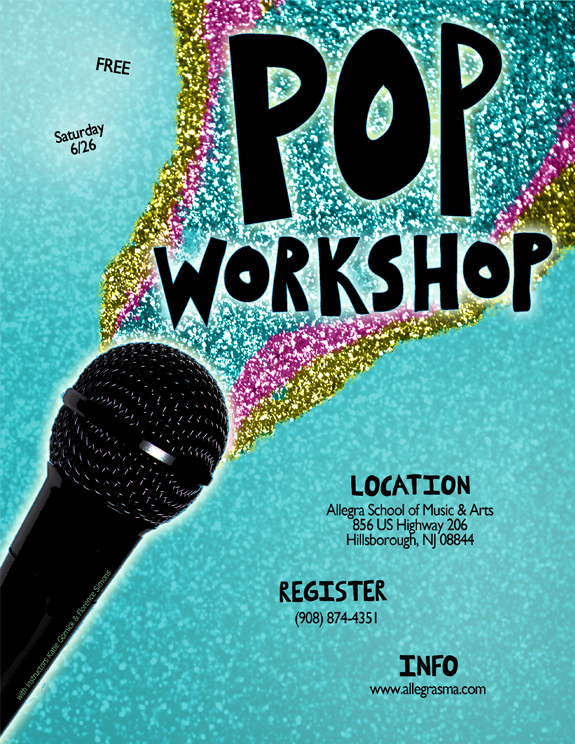 FREE
Saturday
6/26
POP
WORKSHOP
LOCATION
Allegra School of Music & Arts
856 US Highway 206
Hillsborough, NJ 08844
REGISTER
(908) 874-4351
INFO
www.allegrasma.com
with instructors Katie Gornick & Florence Simons